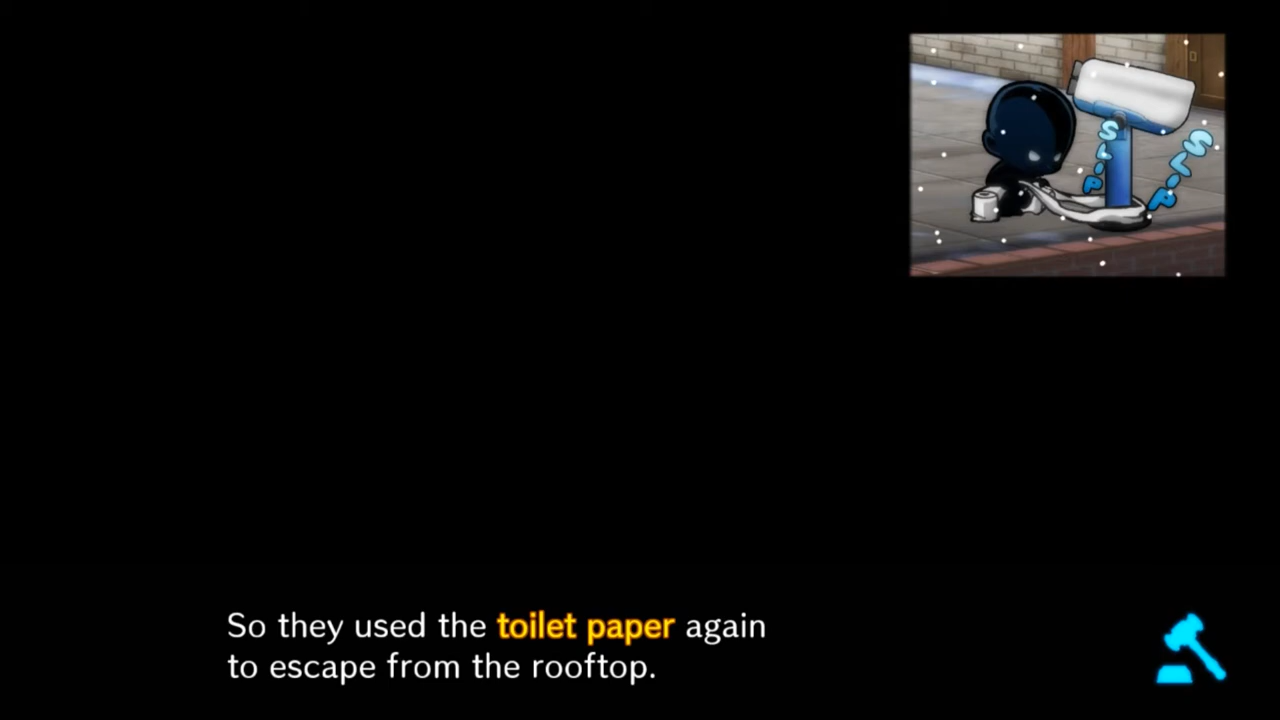 SLIP
SLIP
So they used the toilet paper again
to escape from the rooftop.